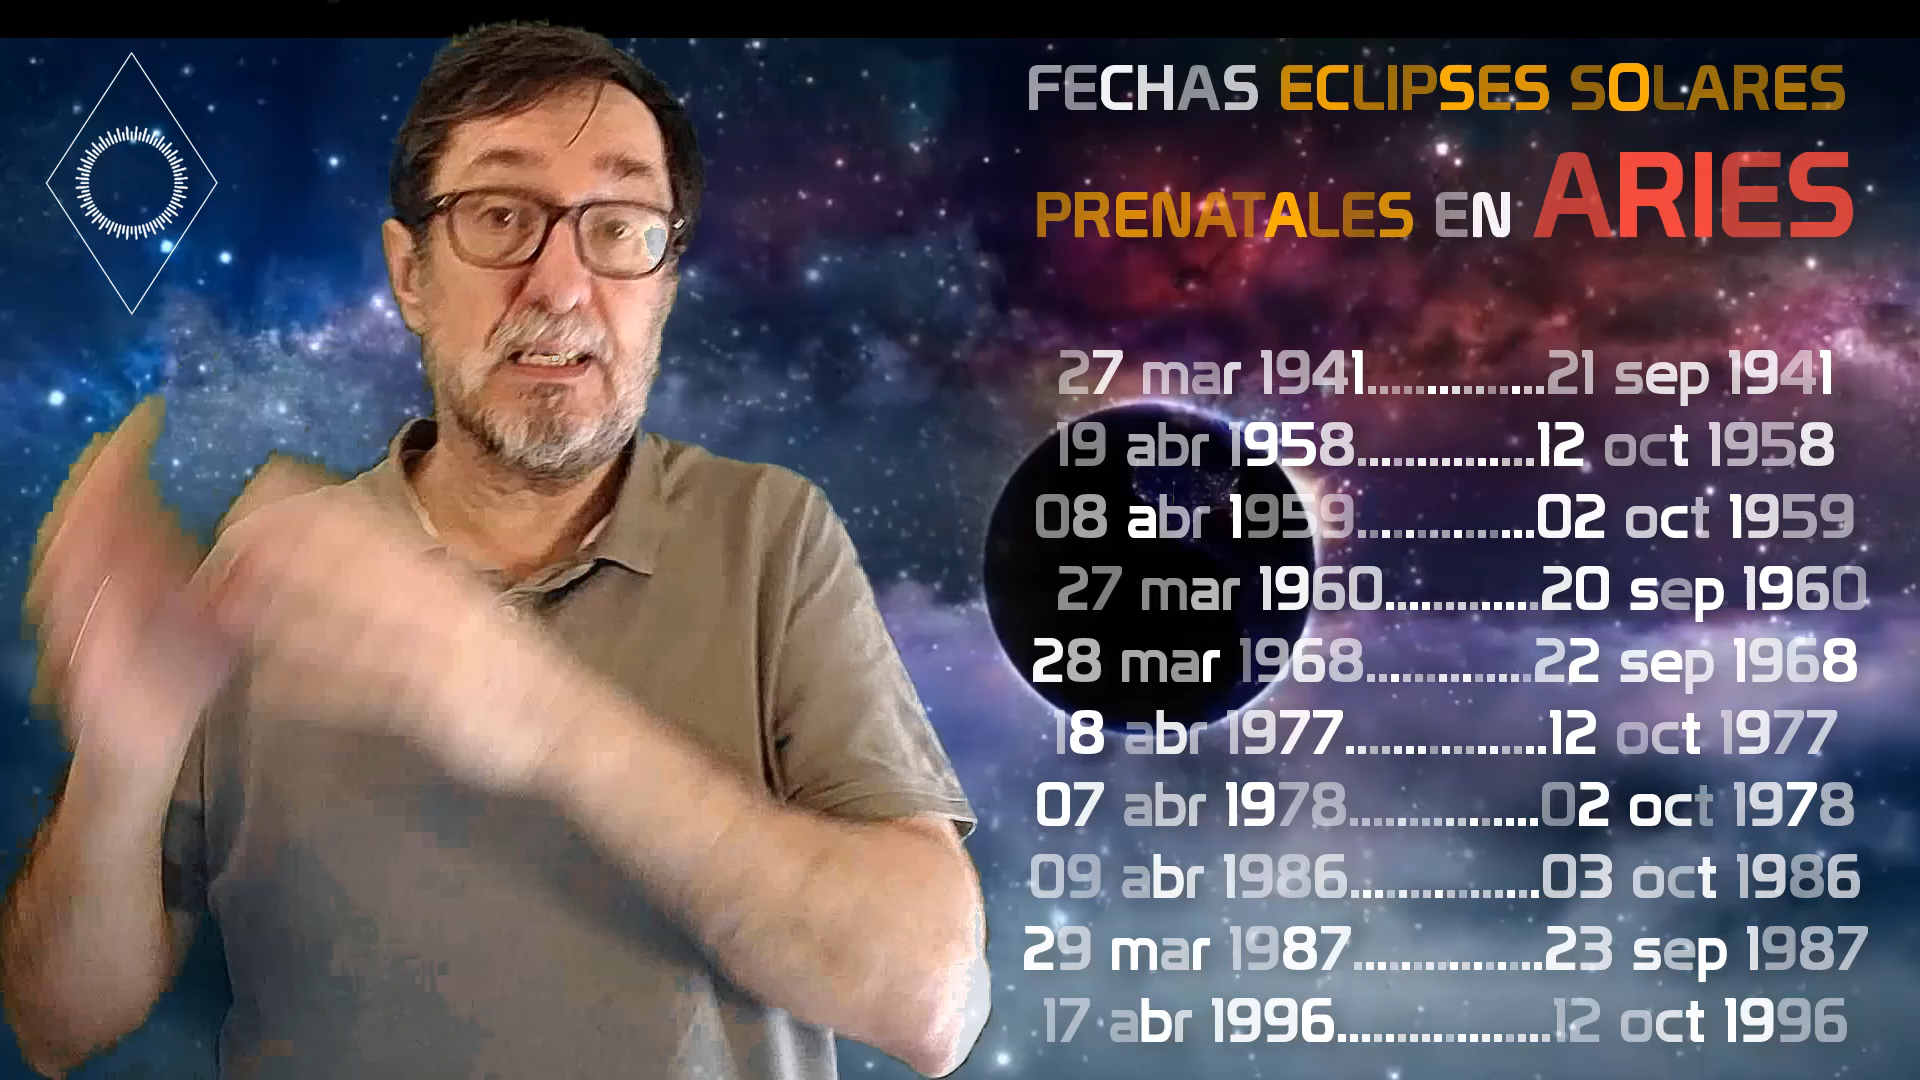 FECHAS ECLIPSES SOLARES
PRENATALES EN ARIES
27 mar 1941...............21 sep 1941
19 abr 1958...............12 oct 1958
08 abr 1959...............02 oct 1959
27 mar 1960.............20 sep 1960
28 mar 1968..............22 sep 1968
18 abr 1977.................12 oct 1977
07 abr 1978................02 oct 1978
09 abr 1986................03 oct 1986
29 mar 1987................23 sep 1987
17 abr 1996..................12 oct 1996